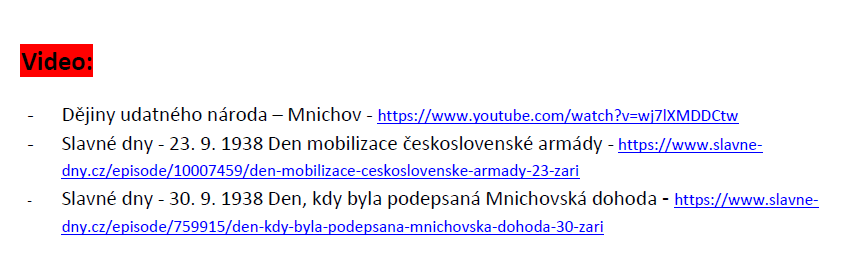 Video:
- Dějiny udatného národa – Mnichov - https://www.youtube.com/watch?v=wj7lXMDDCtw
- Slavné dny - 23. 9. 1938 Den mobilizace československé armády - https://www.slavne-
dny.cz/episode/10007459/den-mobilizace-ceskoslovenske-armady-23-zari
- Slavné dny - 30. 9. 1938 Den, kdy byla podepsaná Mnichovská dohoda - https://www.slavne-
dny.cz/episode/759915/den-kdy-byla-podepsana-mnichovska-dohoda-30-zari